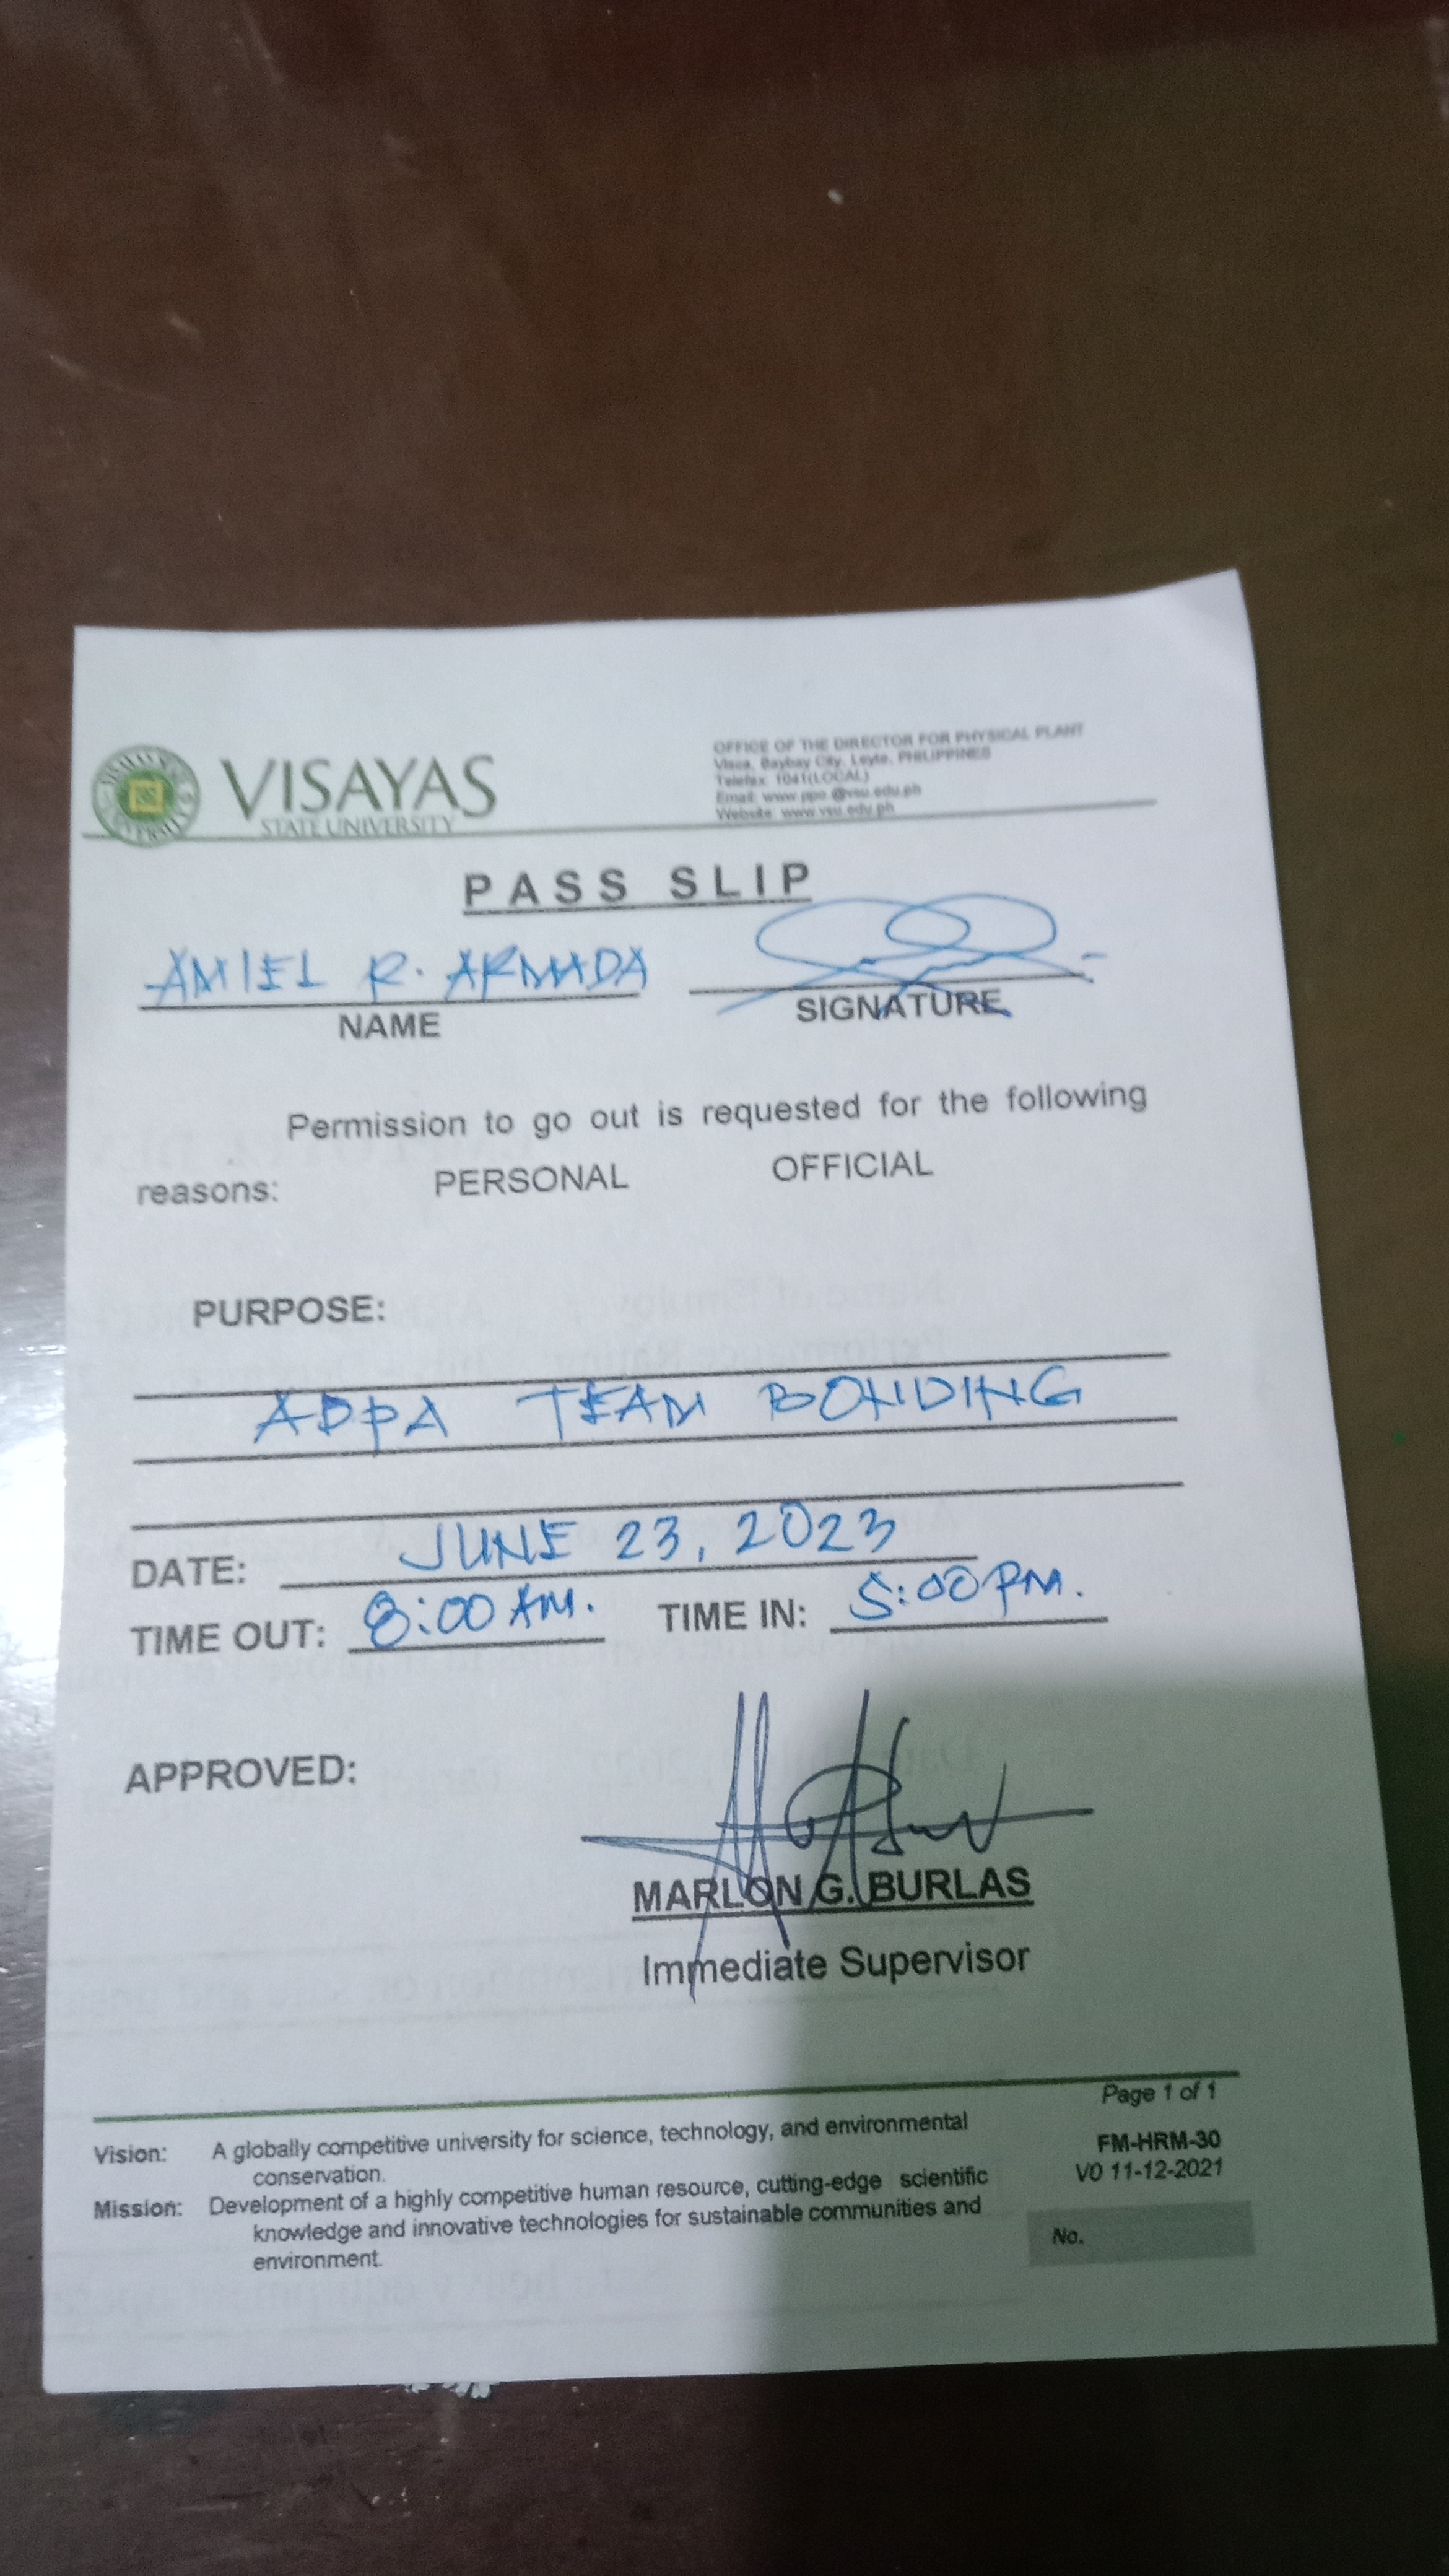 VISAYAS
STATE UNIVERSITY
OFFICE OF THE DIRECTOR FOR PHYSICAL PLANT
Visca, Baybay City, Leyte, PHILIPPINES
Telefax: 1041(LOCAL)
Email: www.ppo.@vsu.edu.ph
Website: www.vsu.edu.ph
PASS SLIP
AMIEL R. ARMADA
NAME
SIGNATURE
Permission to go out is requested for the following
reasons: PERSONAL OFFICIAL
PURPOSE:
ADPA TEAM BONDING
DATE: JUNE 23, 2023
TIME OUT: 8:00 AM. TIME IN: 5:00 PM.
APPROVED:
MARLON G. BURLAS
Immediate Supervisor
Page 1 of 1
FM-HRM-30
V0 11-12-2021
No.
Vision: A globally competitive university for science, technology, and environmental
conservation.
Mission: Development of a highly competitive human resource, cutting-edge scientific
knowledge and innovative technologies for sustainable communities and
environment.